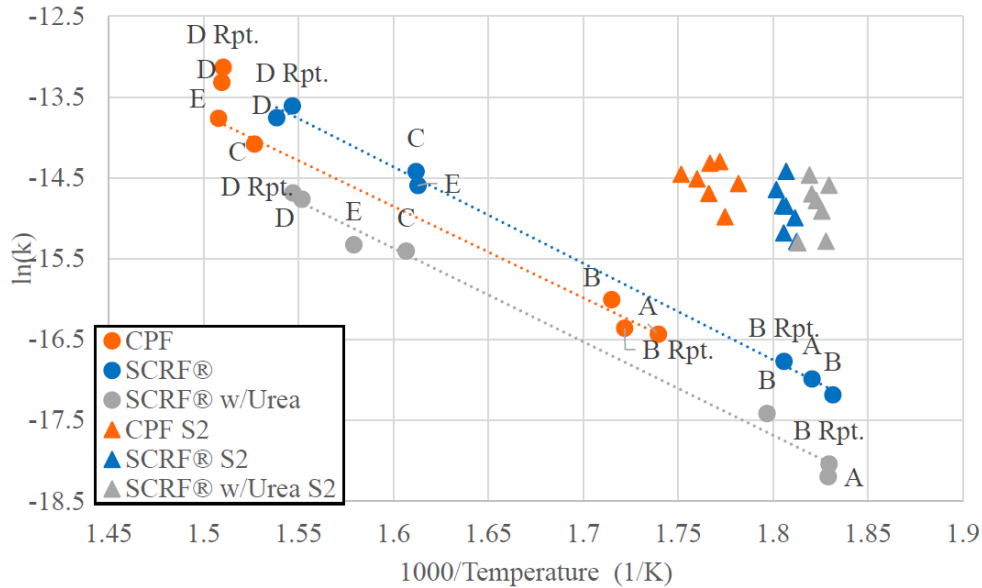 -12.5
D Rpt.
D
D Rpt.
-13.5
E
D
C
C
-14.5
D Rpt.
E
D
E
C
ln(k)
-15.5
B
A
-16.5
B Rpt.
B Rpt.
A
B
B
CPF
SCRF®
-17.5
SCRF® w/Urea
B Rpt.
CPF S2
SCRF® S2
A
SCRF® w/Urea S2
-18.5
1.45
1.5
1.55
1.6
1.65
1.7
1.75
1.8
1.85
1.9
1000/Temperature (1/K)